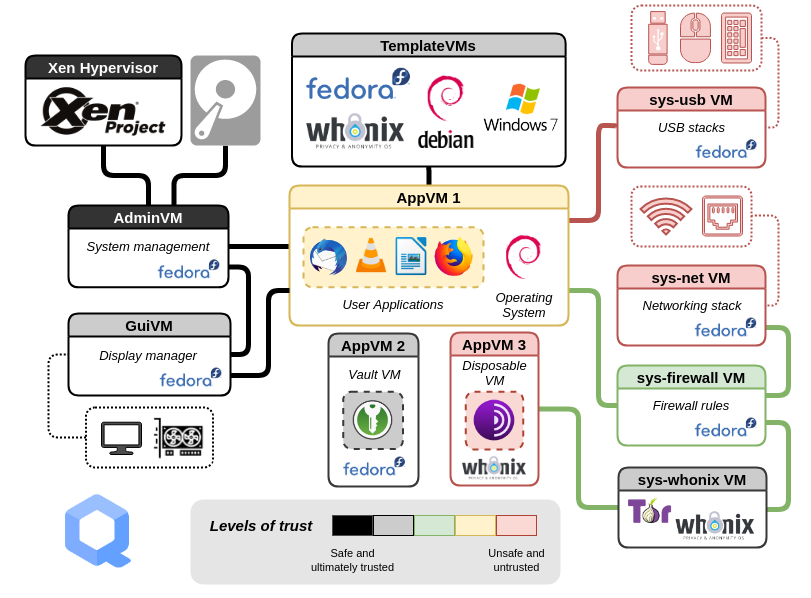 Xen Hypervisor
Xen
Project
TemplateVMs
fedora
whonix
PRIVACY & ANONYMITY OS
debian
Windows 7
sys-usb VM
USB stacks
fedora
AdminVM
System management
fedora
AppVM 1
User Applications
Operating
System
sys-net VM
Networking stack
fedora
GuiVM
Display manager
fedora
AppVM 2
Vault VM
fedora
AppVM 3
Disposable
VM
whonix
PRIVACY & ANONYMITY OS
sys-firewall VM
Firewall rules
fedora
sys-whonix VM
Tor
whonix
PRIVACY & ANONYMITY OS
Levels of trust
Safe and
ultimately trusted
Unsafe and
untrusted